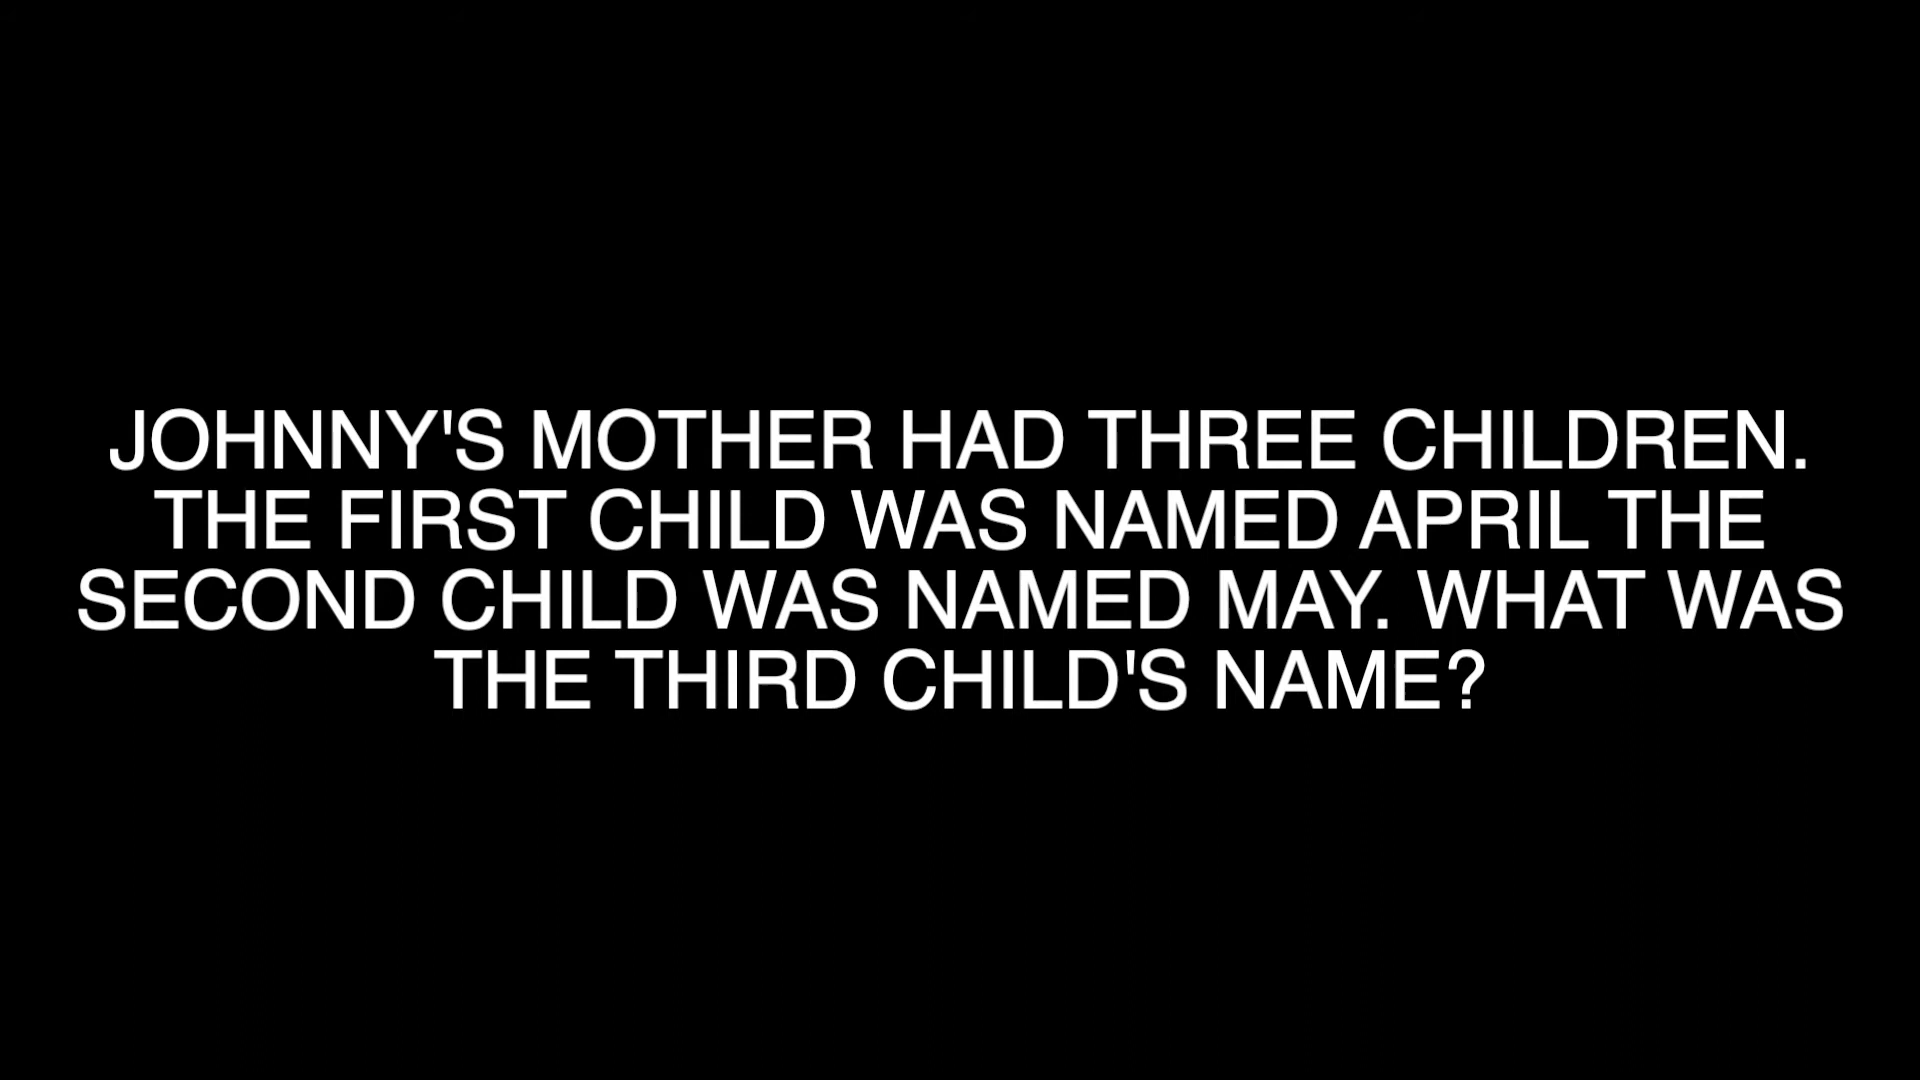 JOHNNY'S MOTHER HAD THREE CHILDREN.
THE FIRST CHILD WAS NAMED APRIL THE
SECOND CHILD WAS NAMED MAY. WHAT WAS
THE THIRD CHILD'S NAME?